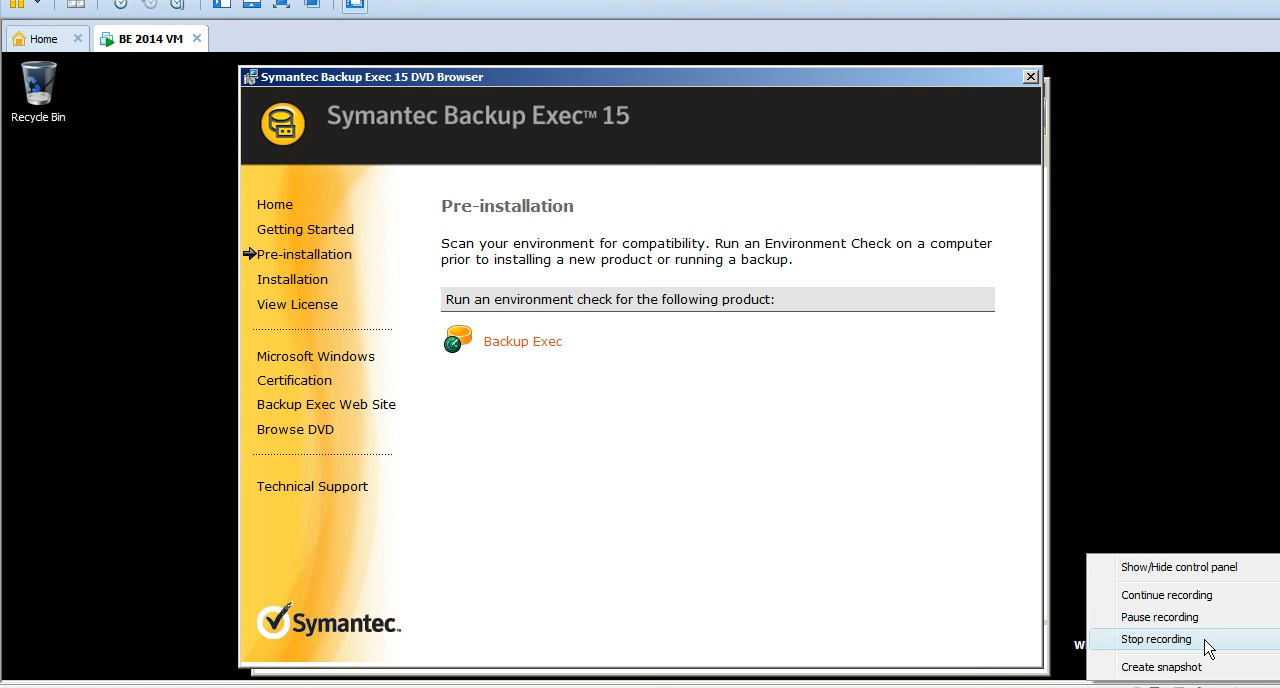 Home
BE 2014 VM
Recycle Bin
Symantec Backup Exec 15 DVD Browser
Symantec Backup Exec™ 15
Home
Getting Started
Pre-installation
Installation
View License
Microsoft Windows
Certification
Backup Exec Web Site
Browse DVD
Technical Support
Symantec.
Pre-installation
Scan your environment for compatibility. Run an Environment Check on a computer
prior to installing a new product or running a backup.
Run an environment check for the following product:
Backup Exec
Show/Hide control panel
Continue recording
Pause recording
Stop recording
Create snapshot